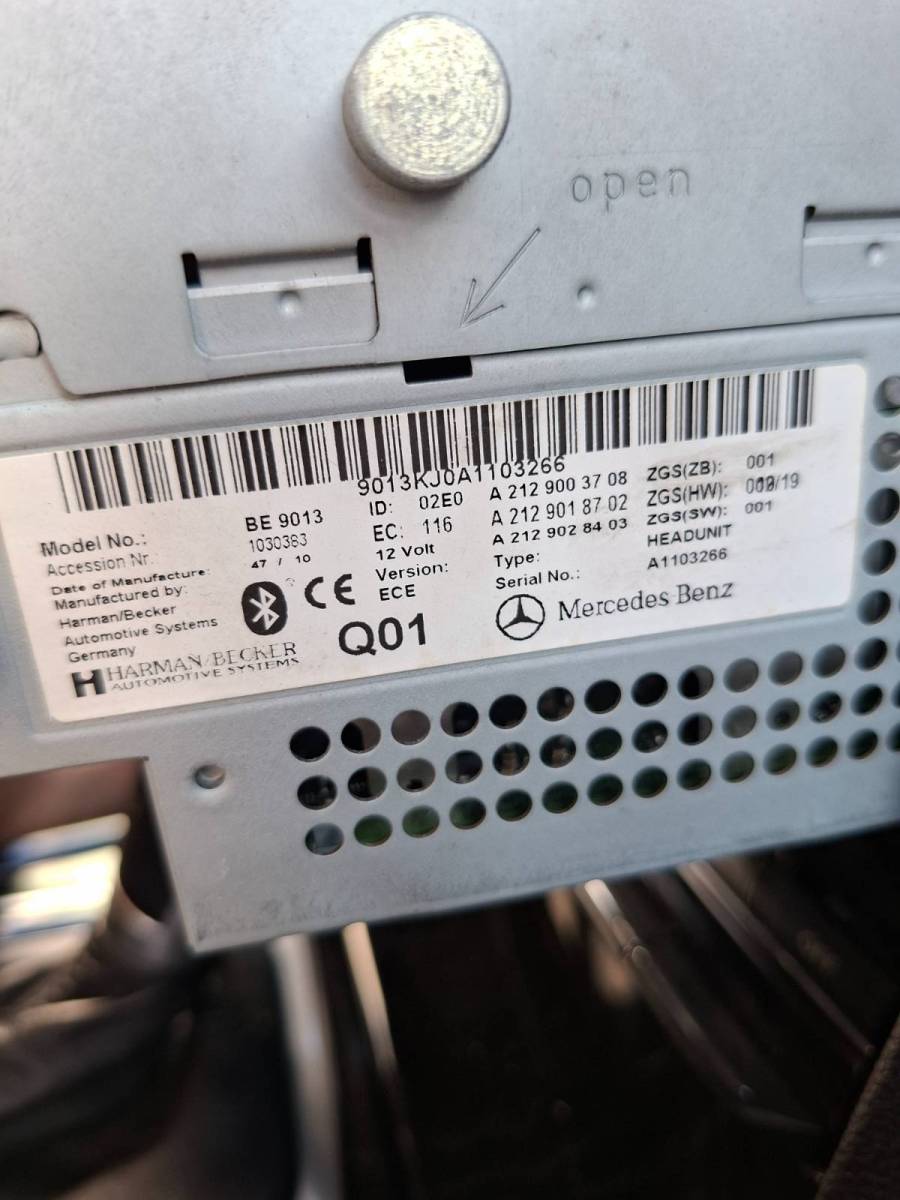 open
9013KJ0A1103266
Model No.: BE 9013
Accession Nr. 1030383
Date of Manufacture: 47 / 10
Manufactured by:
Harman/Becker
Automotive Systems
Germany
HARMAN/BECKER
AUTOMOTIVE SYSTEMS
CE
ID: 02E0
EC: 116
12 Volt
Version:
ECE
Q01
A 212 900 37 08 ZGS(ZB): 001
A 212 901 87 02 ZGS(HW): /19
A 212 902 84 03 ZGS(SW): 001
Type: HEADUNIT
Serial No.: A1103266
Mercedes Benz